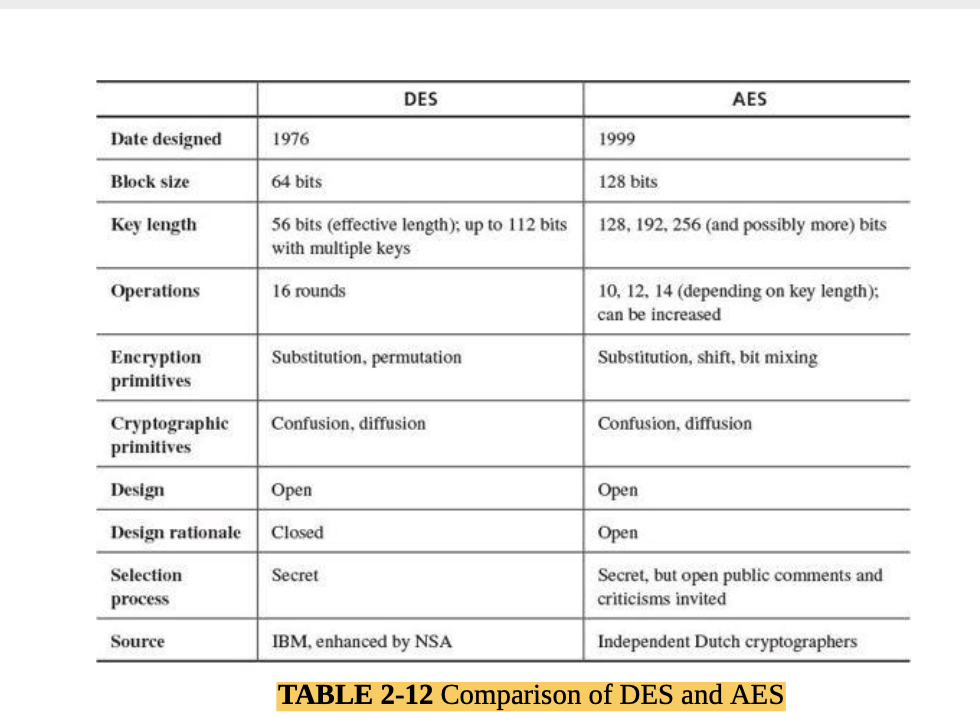 DES AES
Date designed 1976 1999
Block size 64 bits 128 bits
Key length 56 bits (effective length); up to 112 bits 128, 192, 256 (and possibly more) bits
with multiple keys
Operations 16 rounds 10, 12, 14 (depending on key length);
can be increased
Encryption Substitution, permutation Substitution, shift, bit mixing
primitives
Cryptographic Confusion, diffusion Confusion, diffusion
primitives
Design Open Open
Design rationale Closed Open
Selection Secret Secret, but open public comments and
process criticisms invited
Source IBM, enhanced by NSA Independent Dutch cryptographers
TABLE 2-12 Comparison of DES and AES